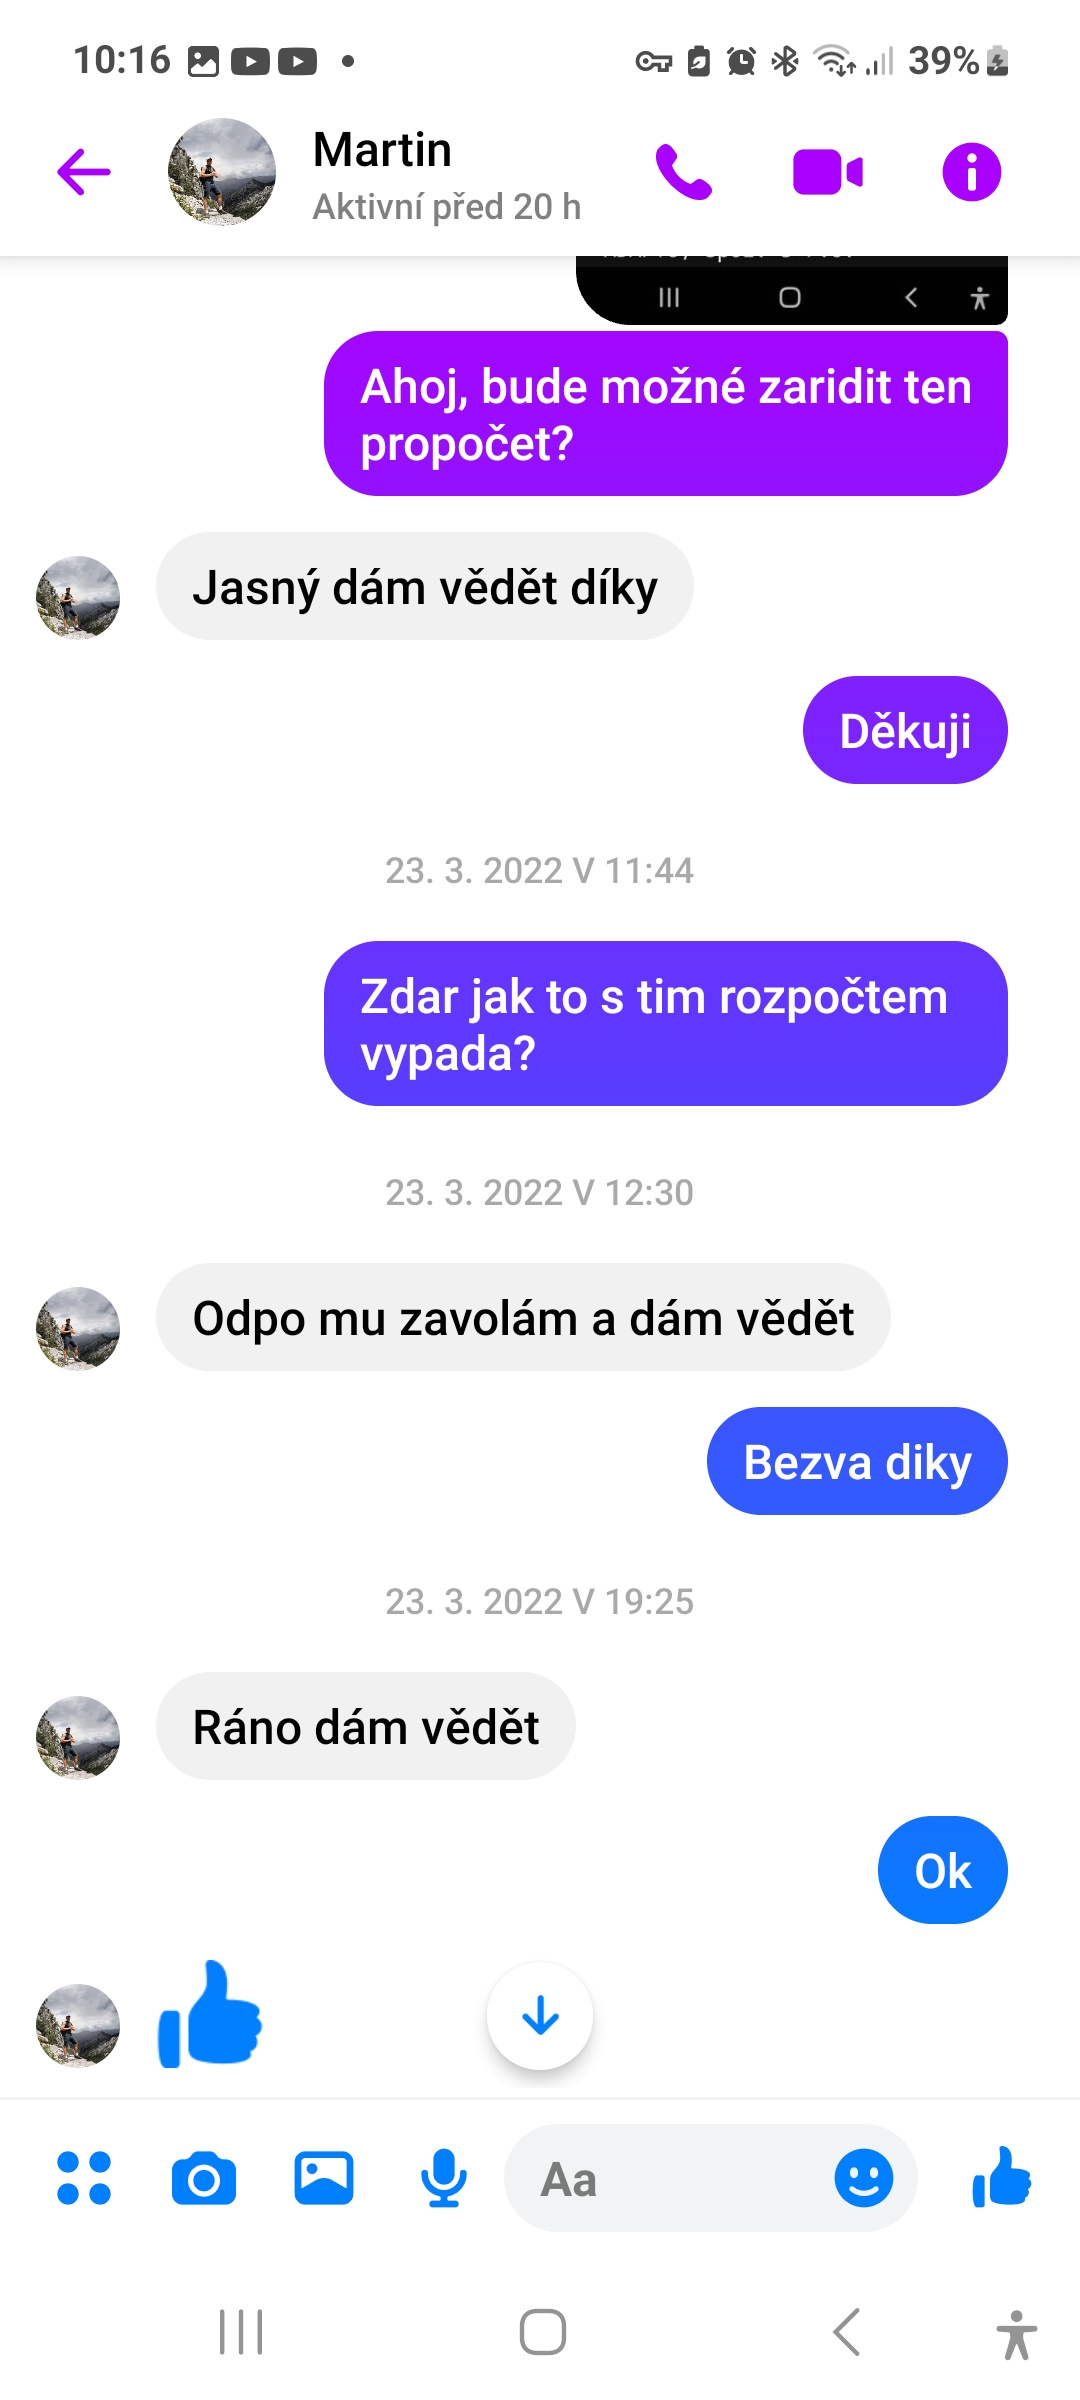 10:16
39%
Martin
Aktivní před 20 h
Ahoj, bude možné zaridit ten
propočet?
Jasný dám vědět díky
Děkuji
23. 3. 2022 V 11:44
Zdar jak to s tim rozpočtem
vypada?
23. 3. 2022 V 12:30
Odpo mu zavolám a dám vědět
Bezva diky
23. 3. 2022 V 19:25
Ráno dám vědět
Ok
Aa